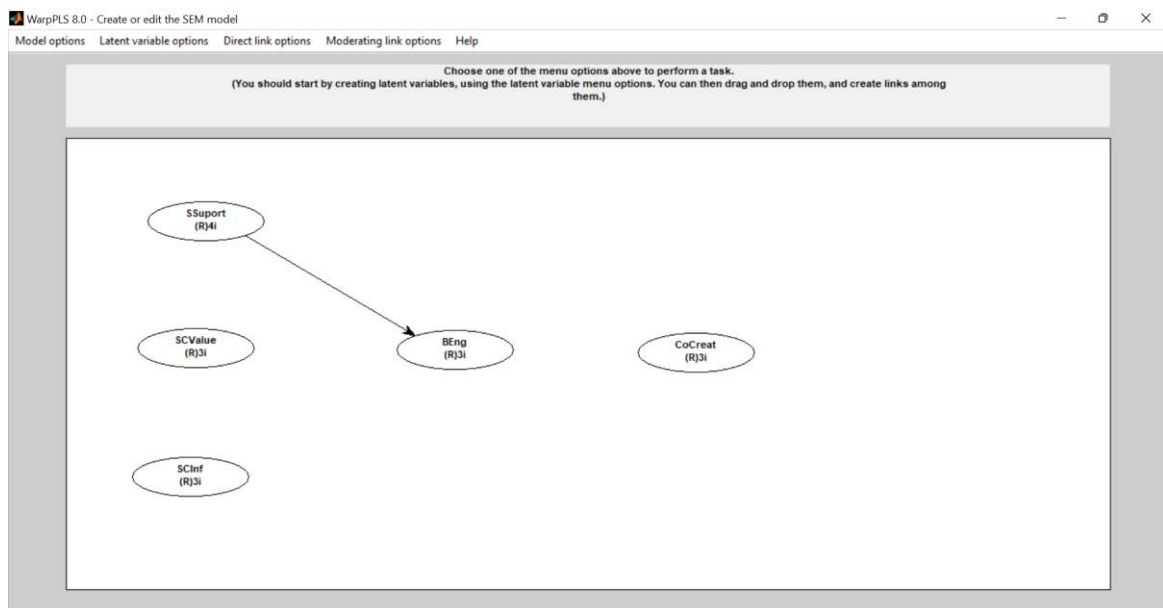 WarpPLS 8.0 - Create or edit the SEM model
Model options Latent variable options Direct link options Moderating link options Help
Choose one of the menu options above to perform a task.
(You should start by creating latent variables, using the latent variable menu options. You can then drag and drop them, and create links among
them.)
SSuport
(R)4i
SCValue
(R)3i
BEng
(R)3i
CoCreat
(R)3i
SCInf
(R)3i